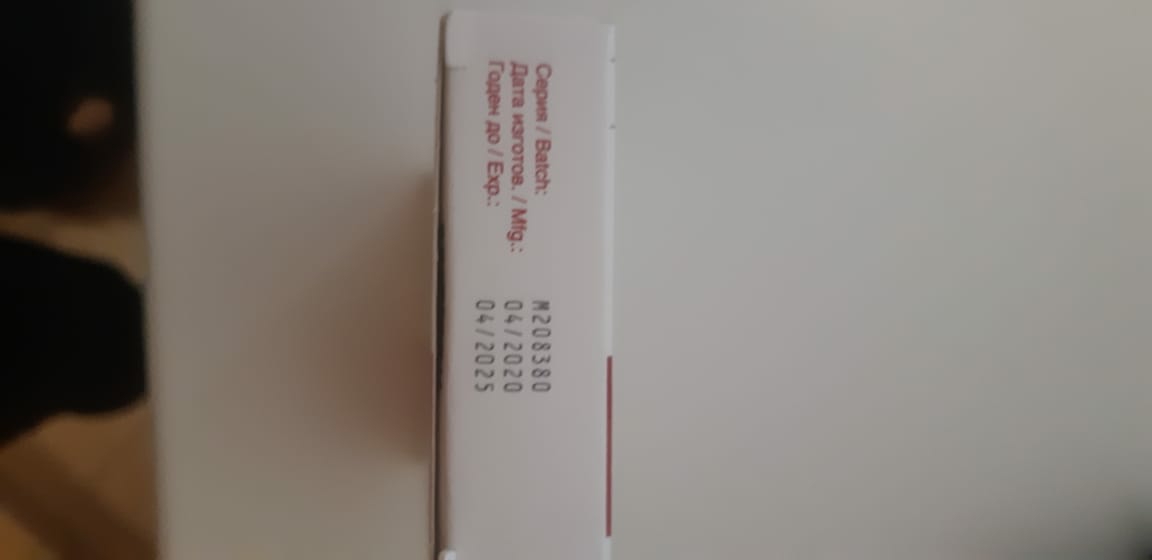 Серия / Batch: M208380
Дата изготов. / Mfg.: 04/2020
Годен до / Exp.: 04/2025